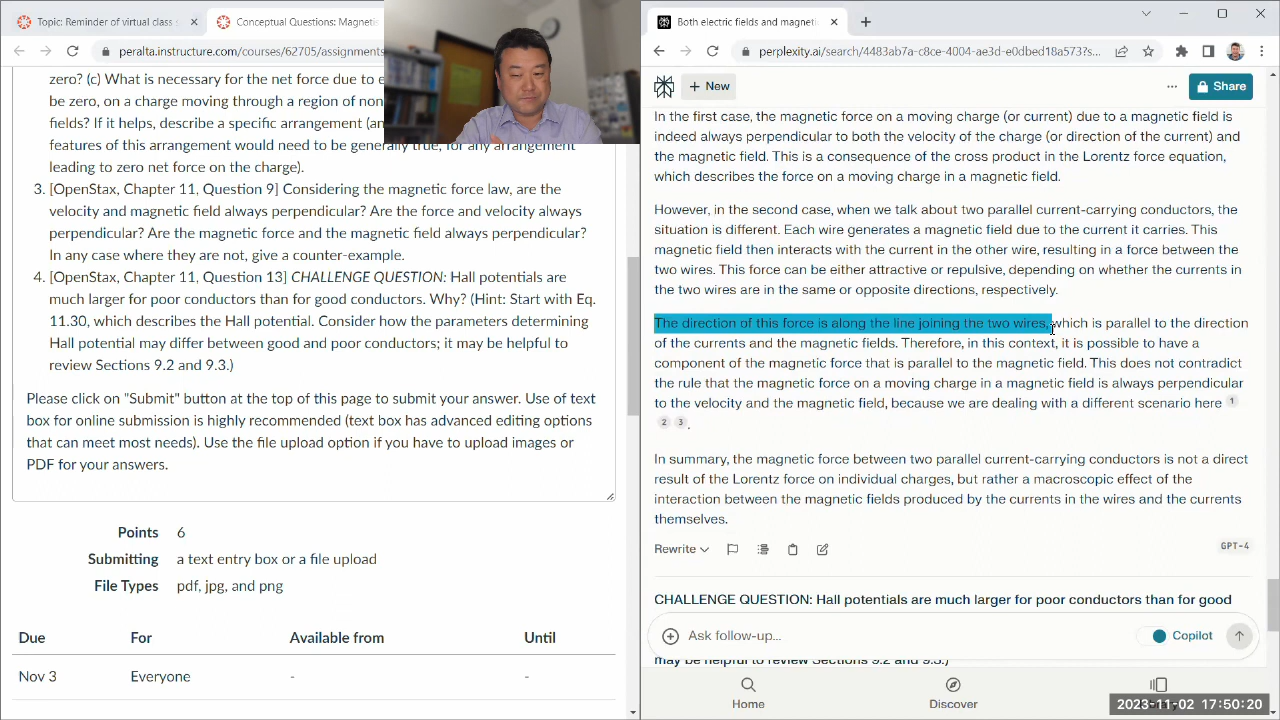 Topic: Reminder of virtual class s
Conceptual Questions: Magnetic
peralta.instructure.com/courses/62705/assignments
zero? (c) What is necessary for the net force due to e
be zero, on a charge moving through a region of non
fields? If it helps, describe a specific arrangement (an
features of this arrangement would need to be generally true, for any arrangement
leading to zero net force on the charge).
3. [OpenStax, Chapter 11, Question 9] Considering the magnetic force law, are the
velocity and magnetic field always perpendicular? Are the force and velocity always
perpendicular? Are the magnetic force and the magnetic field always perpendicular?
In any case where they are not, give a counter-example.
4. [OpenStax, Chapter 11, Question 13] CHALLENGE QUESTION: Hall potentials are
much larger for poor conductors than for good conductors. Why? (Hint: Start with Eq.
11.30, which describes the Hall potential. Consider how the parameters determining
Hall potential may differ between good and poor conductors; it may be helpful to
review Sections 9.2 and 9.3.)
Please click on "Submit" button at the top of this page to submit your answer. Use of text
box for online submission is highly recommended (text box has advanced editing options
that can meet most needs). Use the file upload option if you have to upload images or
PDF for your answers.
Points 6
Submitting a text entry box or a file upload
File Types pdf, jpg, and png
Due For Available from Until
Nov 3 Everyone - -
Both electric fields and magneti
perplexity.ai/search/4483ab7a-c8ce-4004-ae3d-e0dbed18a573?s...
New
Share
In the first case, the magnetic force on a moving charge (or current) due to a magnetic field is
indeed always perpendicular to both the velocity of the charge (or direction of the current) and
the magnetic field. This is a consequence of the cross product in the Lorentz force equation,
which describes the force on a moving charge in a magnetic field.
However, in the second case, when we talk about two parallel current-carrying conductors, the
situation is different. Each wire generates a magnetic field due to the current it carries. This
magnetic field then interacts with the current in the other wire, resulting in a force between the
two wires. This force can be either attractive or repulsive, depending on whether the currents in
the two wires are in the same or opposite directions, respectively.
The direction of this force is along the line joining the two wires, which is parallel to the direction
of the currents and the magnetic fields. Therefore, in this context, it is possible to have a
component of the magnetic force that is parallel to the magnetic field. This does not contradict
the rule that the magnetic force on a moving charge in a magnetic field is always perpendicular
to the velocity and the magnetic field, because we are dealing with a different scenario here 1
2 3 .
In summary, the magnetic force between two parallel current-carrying conductors is not a direct
result of the Lorentz force on individual charges, but rather a macroscopic effect of the
interaction between the magnetic fields produced by the currents in the wires and the currents
themselves.
Rewrite
GPT-4
CHALLENGE QUESTION: Hall potentials are much larger for poor conductors than for good
Ask follow-up...
Copilot
may be helpful to review Sections 9.2 and 9.3.)
Home
Discover
2023-11-02 17:50:20